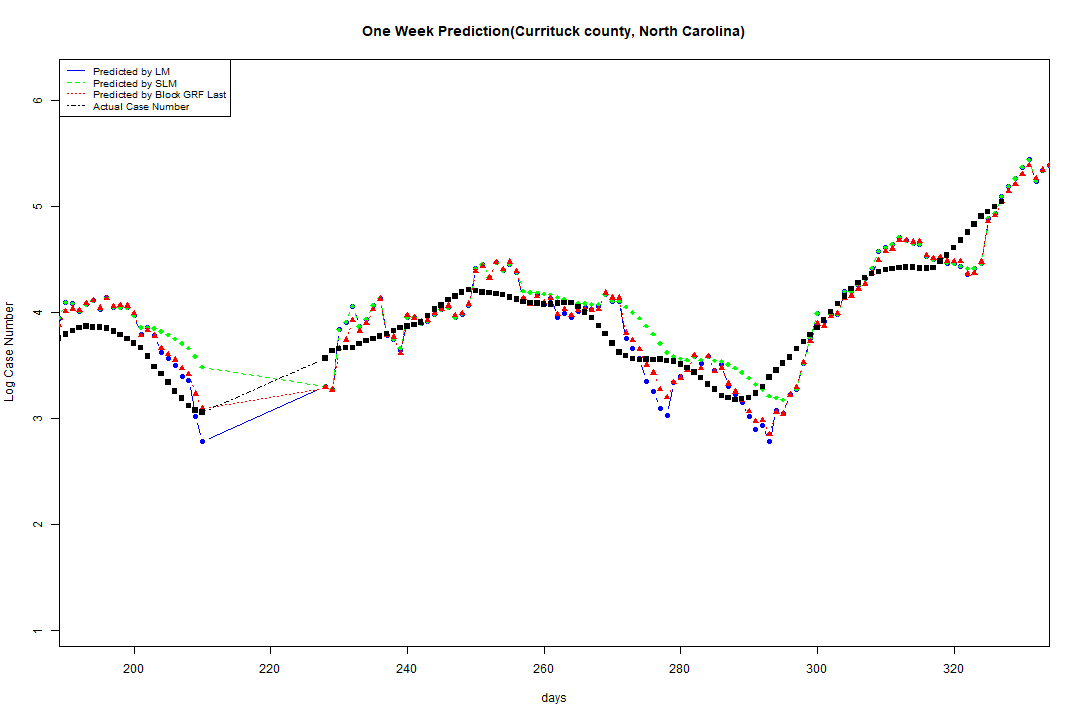 One Week Prediction(Currituck county, North Carolina)
Predicted by LM
Predicted by SLM
Predicted by Block GRF Last
Actual Case Number
Log Case Number
6
5
4
3
2
1
200 220 240 260 280 300 320
days